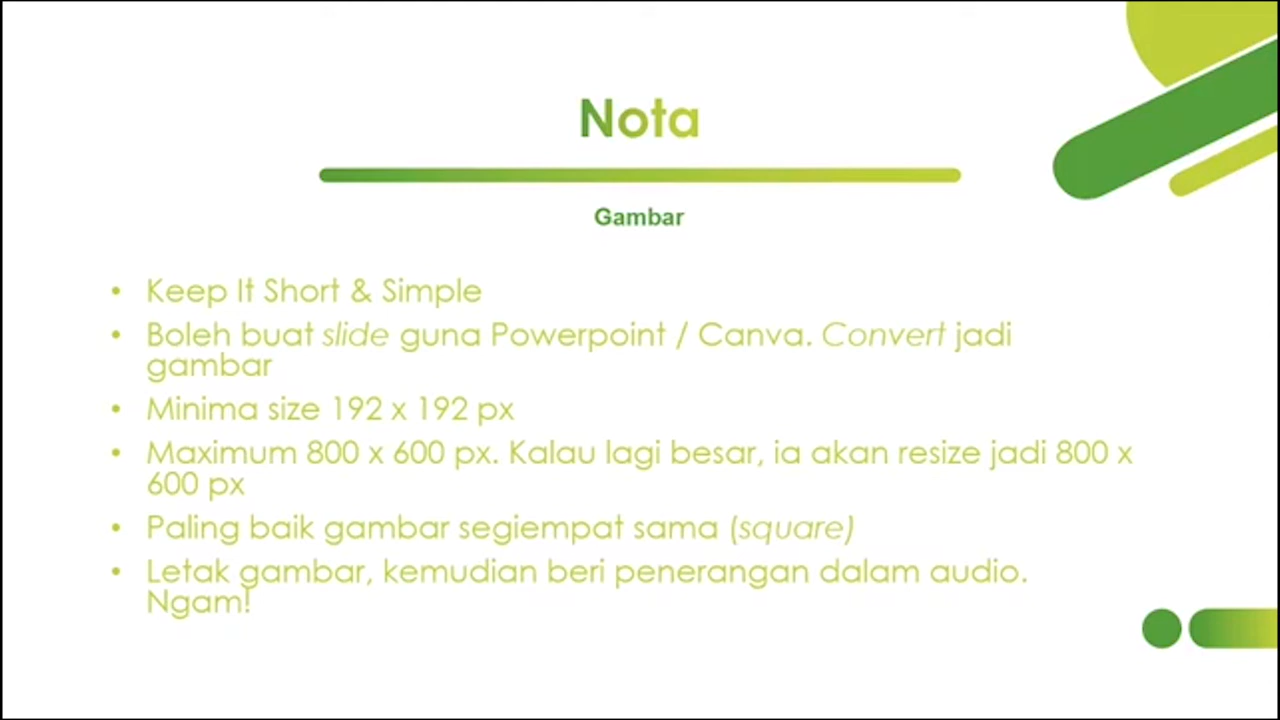 Nota
Gambar
• Keep It Short & Simple
• Boleh buat slide guna Powerpoint / Canva. Convert jadi
gambar
• Minima size 192 x 192 px
• Maximum 800 x 600 px. Kalau lagi besar, ia akan resize jadi 800 x
600 px
• Paling baik gambar segiempat sama (square)
• Letak gambar, kemudian beri penerangan dalam audio.
Ngam!